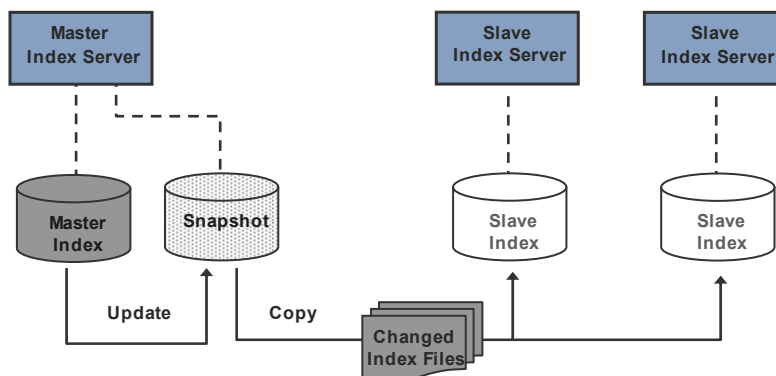 Master
Index Server
Slave
Index Server
Slave
Index Server
Master
Index
Snapshot
Slave
Index
Slave
Index
Update
Copy
Changed
Index Files